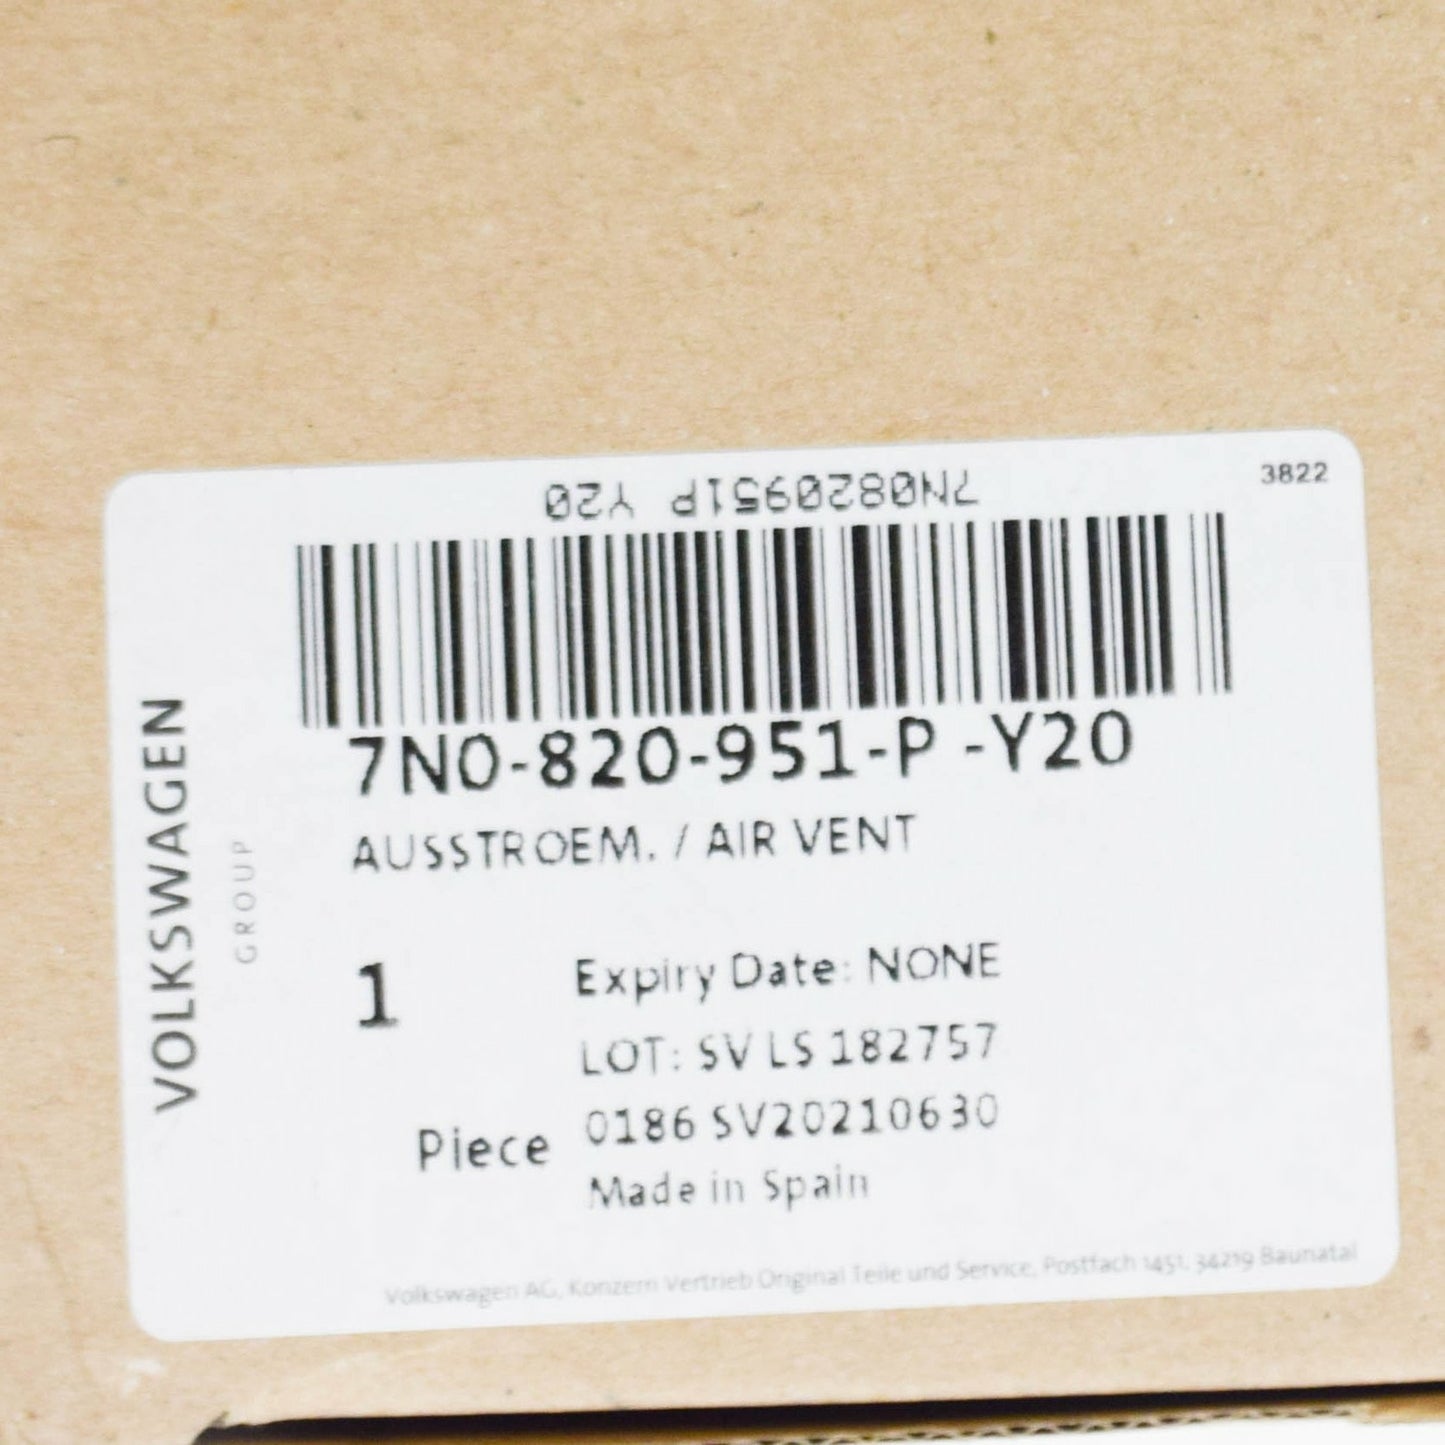 3822
7N0820951P Y20
7N0-820-951-P -Y20
AUSSTROEM. / AIR VENT
1
Expiry Date: NONE
LOT: SV LS 182757
Piece
0186 SV20210630
Made in Spain
VOLKSWAGEN
GROUP
Volkswagen AG, Konzern Vertrieb Original Teile und Service, Postfach 1451, 34219 Baunatal